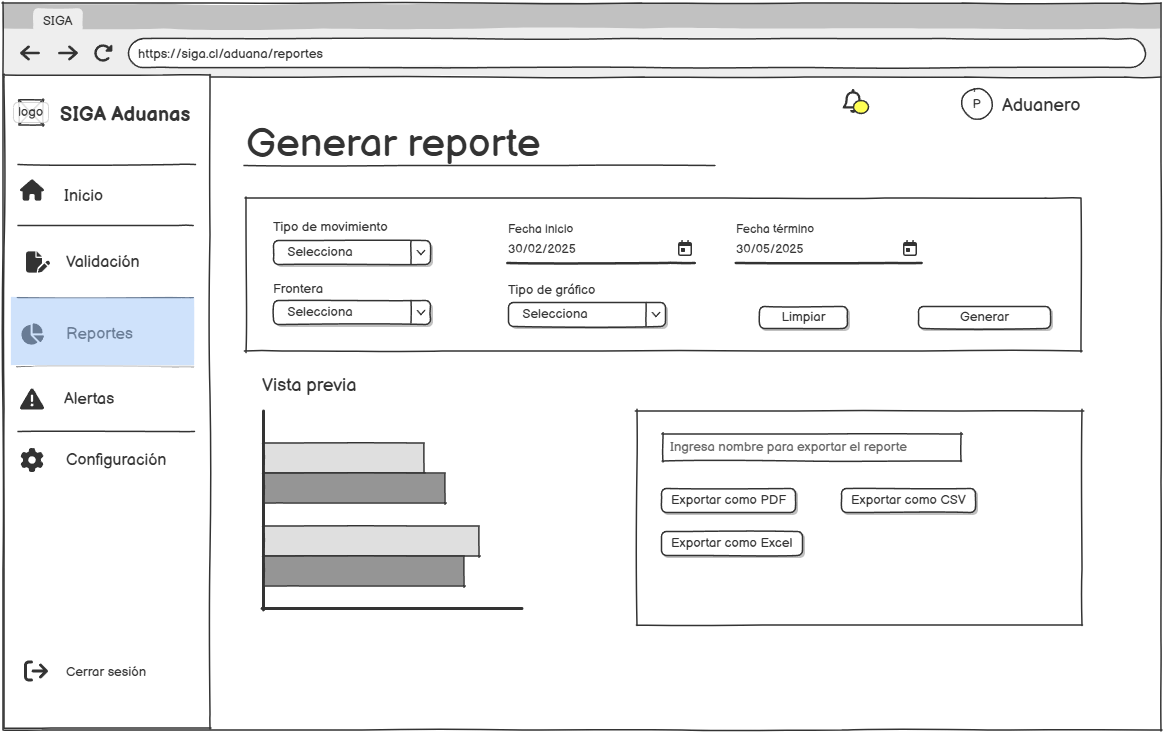 SIGA
https://siga.cl/aduana/reportes
logo
SIGA Aduanas
P
Aduanero
Generar reporte
Inicio
Validación
Reportes
Alertas
Configuración
Cerrar sesión
Tipo de movimiento
Selecciona
Fecha inicio
30/02/2025
Fecha término
30/05/2025
Frontera
Selecciona
Tipo de gráfico
Selecciona
Limpiar
Generar
Vista previa
Ingresa nombre para exportar el reporte
Exportar como PDF
Exportar como CSV
Exportar como Excel